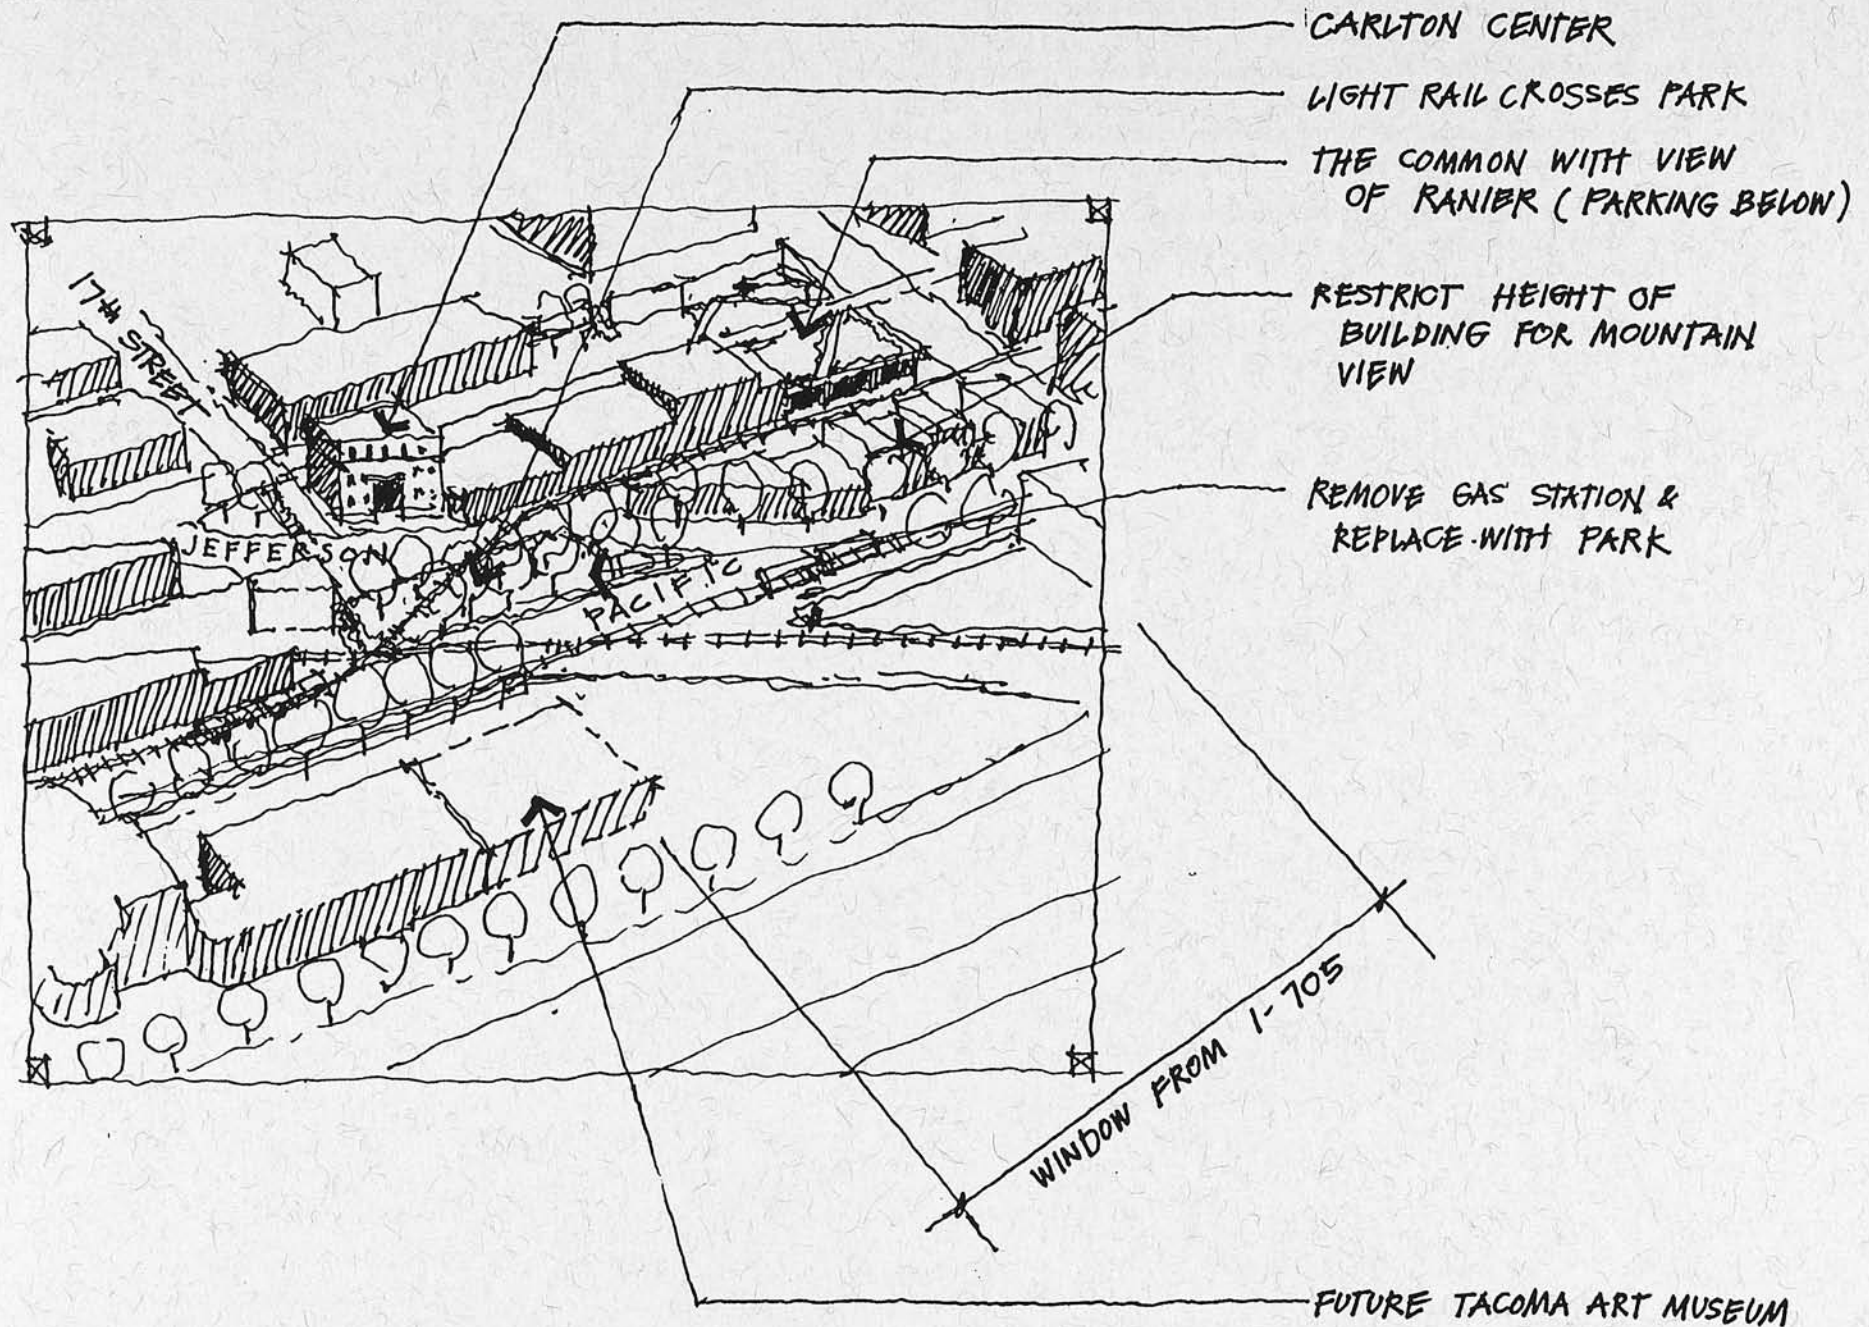 CARLTON CENTER
LIGHT RAIL CROSSES PARK
THE COMMON WITH VIEW
OF RANIER (PARKING BELOW)
RESTRICT HEIGHT OF
BUILDING FOR MOUNTAIN
VIEW
REMOVE GAS STATION &
REPLACE WITH PARK
17TH STREET
JEFFERSON
PACIFIC
WINDOW FROM I-705
FUTURE TACOMA ART MUSEUM